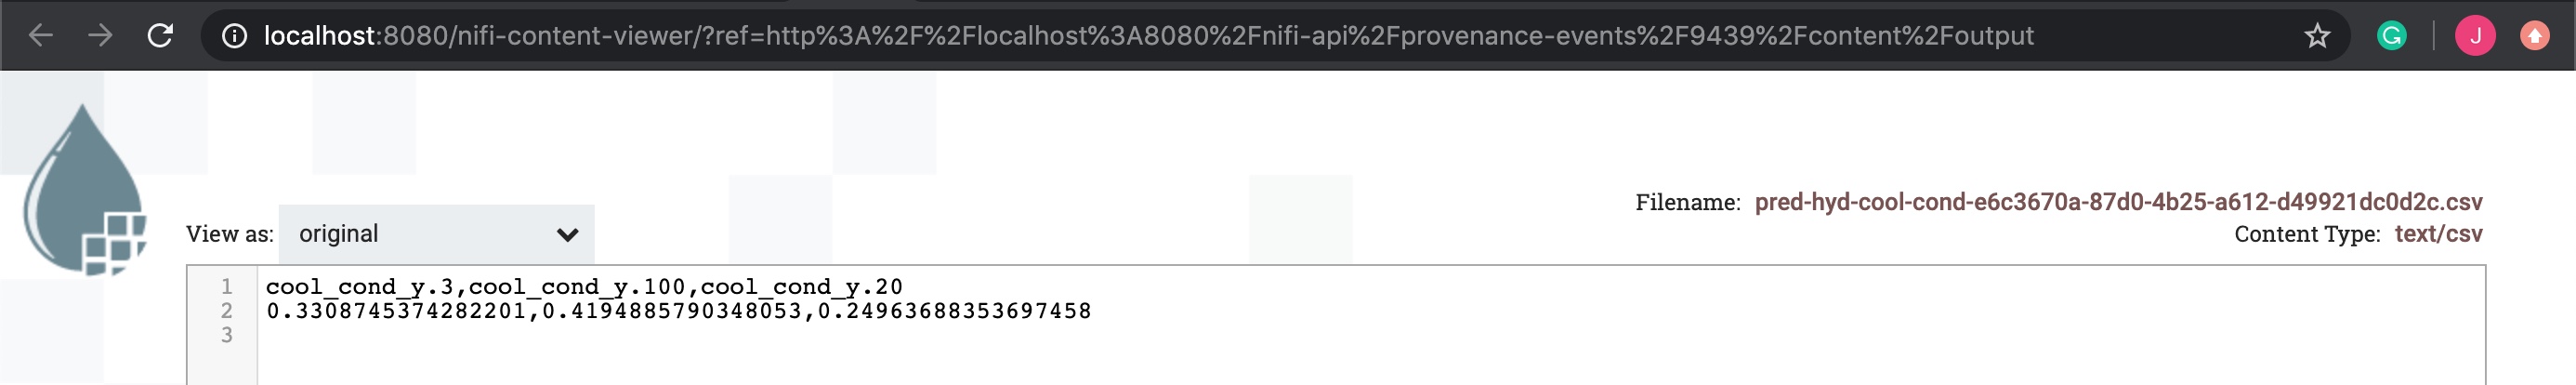 localhost:8080/nifi-content-viewer/?ref=http%3A%2F%2Flocalhost%3A8080%2Fnifi-api%2Fprovenance-events%2F9439%2Fcontent%2Foutput
J
Filename: pred-hyd-cool-cond-e6c3670a-87d0-4b25-a612-d49921dc0d2c.csv
View as: original
Content Type: text/csv
1 cool_cond_y.3,cool_cond_y.100,cool_cond_y.20
2 0.3308745374282201,0.4194885790348053,0.24963688353697458
3